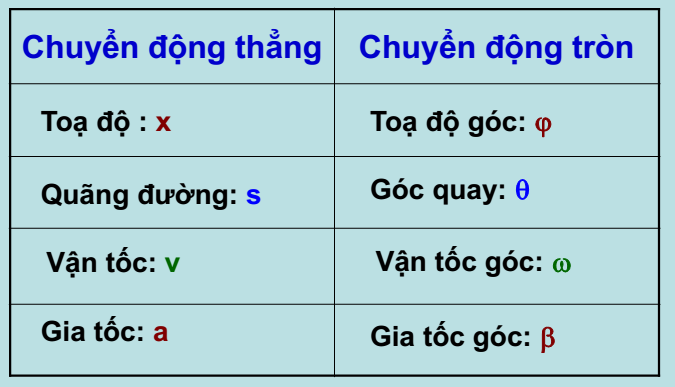 Chuyển động thẳng Chuyển động tròn
Toạ độ : x Toạ độ góc: φ
Quãng đường: s Góc quay: θ
Vận tốc: v Vận tốc góc: ω
Gia tốc: a Gia tốc góc: β